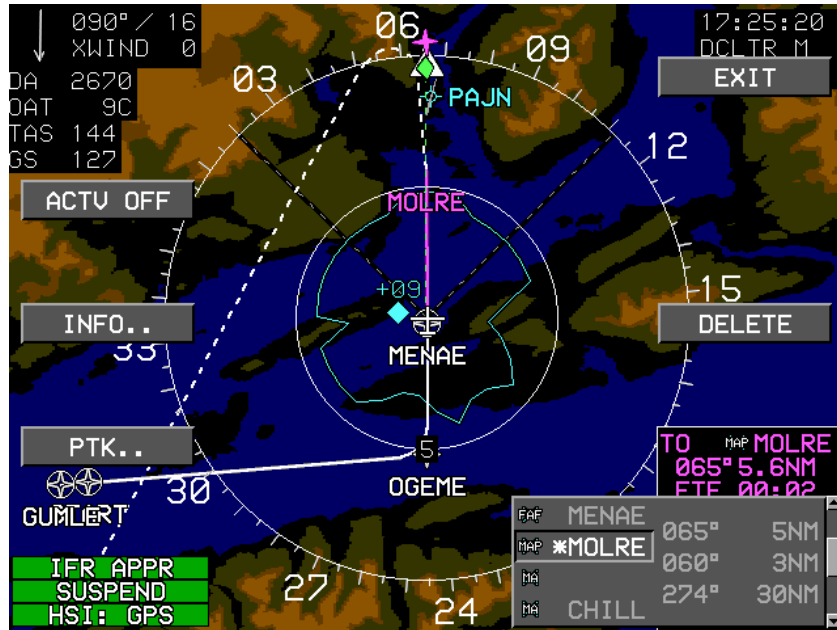 090° / 16
XWIND 0
DA 2670
OAT 9C
TAS 144
GS 127
17:25:20
DCLTR M
EXIT
06
03
09
PAJN
12
ACTV OFF
MOLRE
+09
15
INFO..
DELETE
33
MENAE
PTK..
5
TO MAP MOLRE
065° 5.6NM
ETE 00:02
30
OGEME
GUMLE
FAF MENAE
065° 5NM
MAP *MOLRE
060° 3NM
MA
274° 30NM
MA CHILL
IFR APPR
SUSPEND
HSI: GPS
27
24